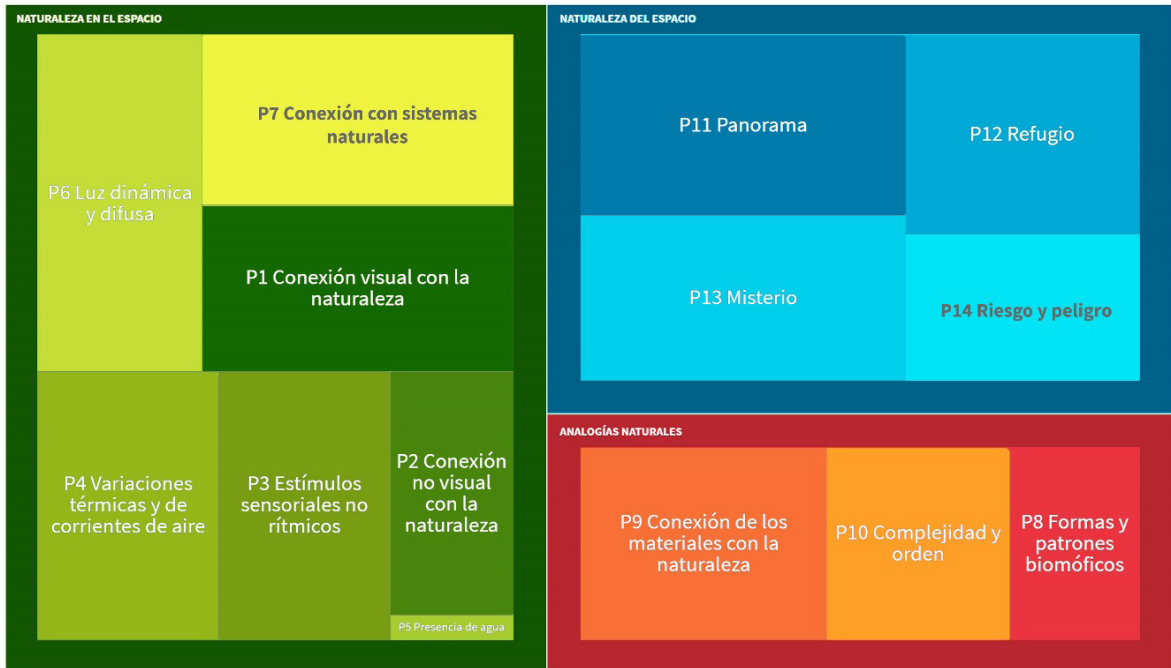 NATURALEZA EN EL ESPACIO
P7 Conexión con sistemas
naturales
P6 Luz dinámica
y difusa
P1 Conexión visual con la
naturaleza
P4 Variaciones
térmicas y de
corrientes de aire
P3 Estímulos
sensoriales no
rítmicos
P2 Conexión
no visual
con la
naturaleza
P5 Presencia de agua
NATURALEZA DEL ESPACIO
P11 Panorama
P12 Refugio
P13 Misterio
P14 Riesgo y peligro
ANALOGÍAS NATURALES
P9 Conexión de los
materiales con la
naturaleza
P10 Complejidad y
orden
P8 Formas y
patrones
biomóficos